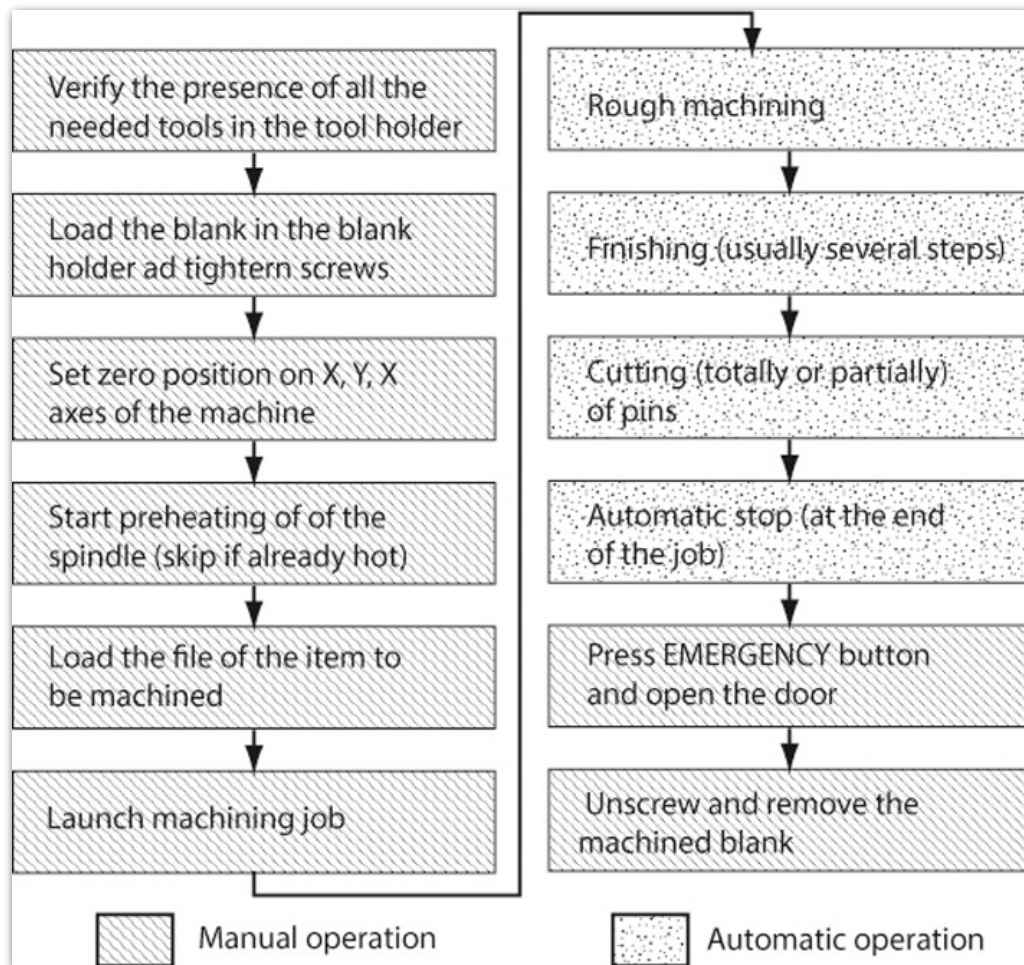 Verify the presence of all the
needed tools in the tool holder
Load the blank in the blank
holder ad tightern screws
Set zero position on X, Y, X
axes of the machine
Start preheating of of the
spindle (skip if already hot)
Load the file of the item to
be machined
Launch machining job
Rough machining
Finishing (usually several steps)
Cutting (totally or partially)
of pins
Automatic stop (at the end
of the job)
Press EMERGENCY button
and open the door
Unscrew and remove the
machined blank
Manual operation
Automatic operation